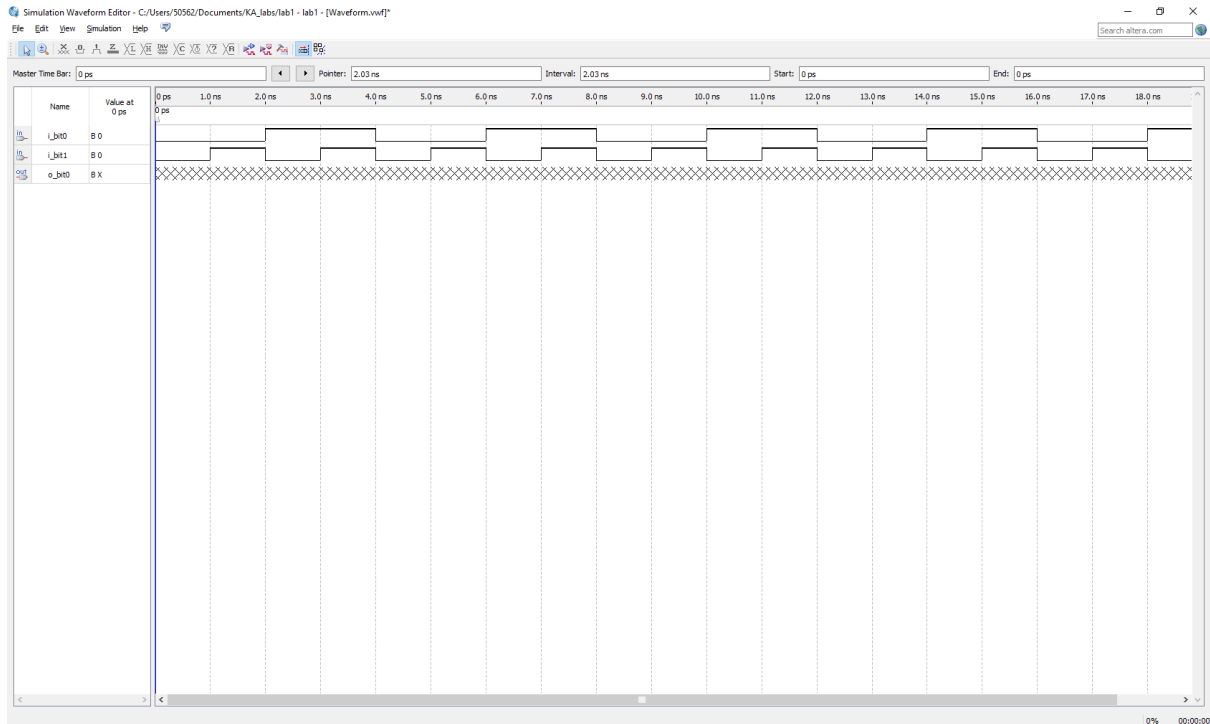 Simulation Waveform Editor - C:/Users/50562/Documents/KA_labs/lab1 - lab1 - [Waveform.vwf]*
File Edit View Simulation Help
Search altera.com
Master Time Bar: 0 ps Pointer: 2.03 ns Interval: 2.03 ns Start: 0 ps End: 0 ps
Name Value at 0 ps
0 ps 1.0 ns 2.0 ns 3.0 ns 4.0 ns 5.0 ns 6.0 ns 7.0 ns 8.0 ns 9.0 ns 10.0 ns 11.0 ns 12.0 ns 13.0 ns 14.0 ns 15.0 ns 16.0 ns 17.0 ns 18.0 ns
0 ps
in i_bit0 B 0
in i_bit1 B 0
out o_bit0 B X
0% 00:00:00